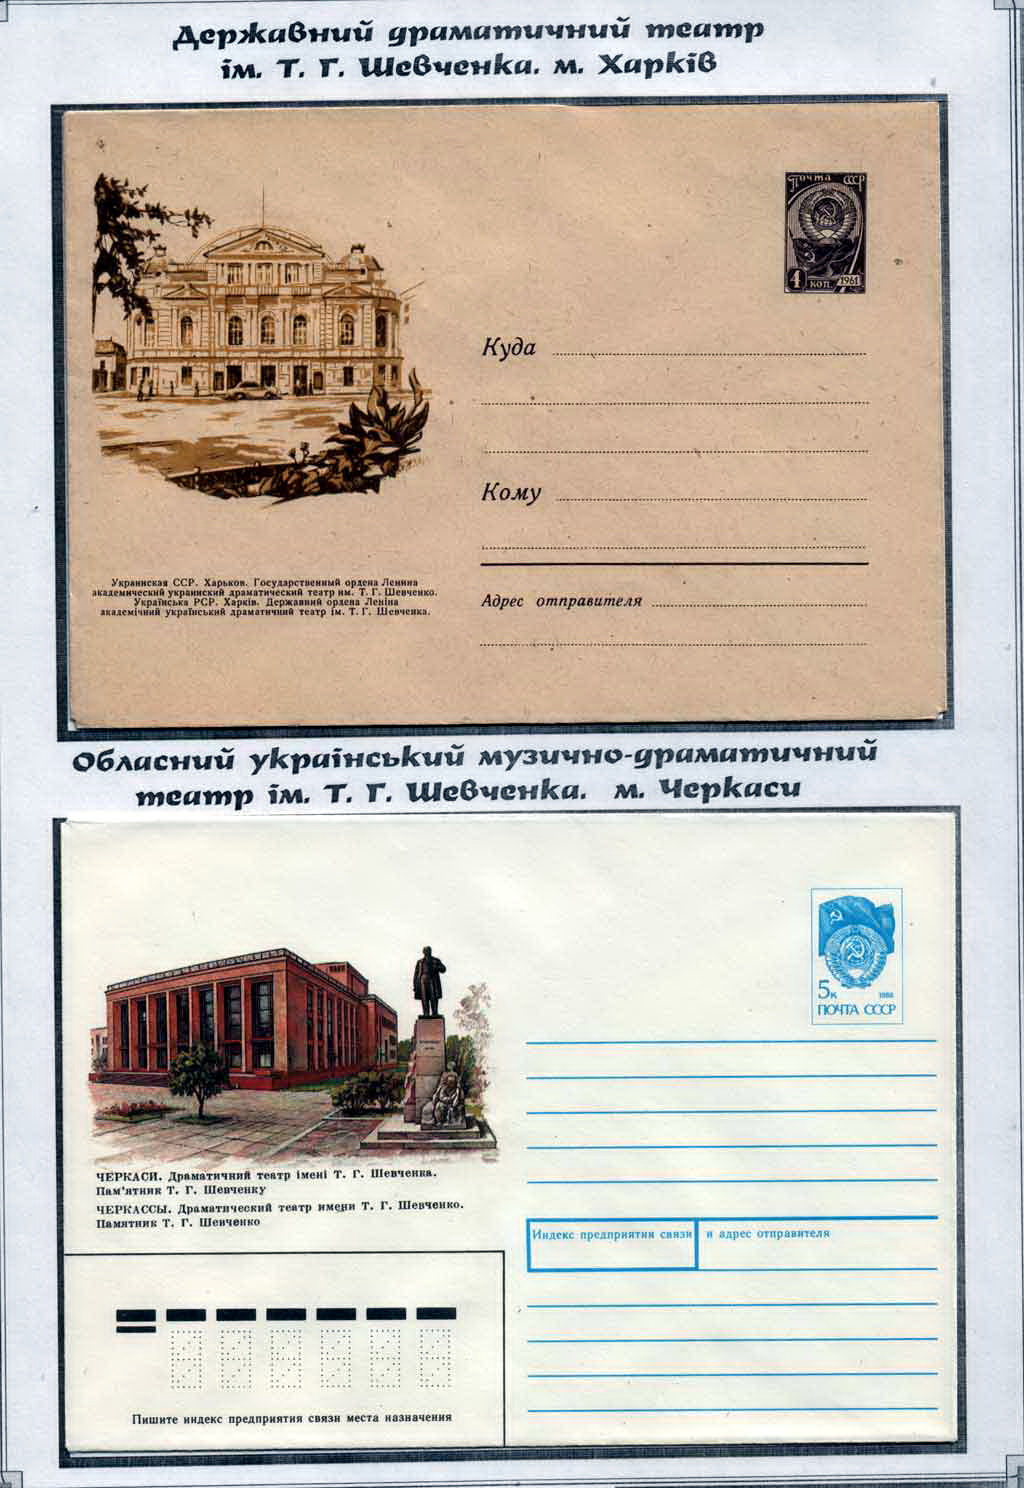 Державний драматичний театр
ім. Т. Г. Шевченка. м. Харків
Почта СССР
4 коп. 1961
Куда
Кому
Украинская ССР. Харьков. Государственный ордена Ленина
академический украинский драматический театр им. Т. Г. Шевченко.
Українська РСР. Харків. Державний ордена Леніна
академічний український драматичний театр ім. Т. Г. Шевченка.
Адрес отправителя
Обласний український музично-драматичний
театр ім. Т. Г. Шевченка. м. Черкаси
5к 1988
ПОЧТА СССР
ЧЕРКАСИ. Драматичний театр імені Т. Г. Шевченка.
Пам'ятник Т. Г. Шевченку
ЧЕРКАССЫ. Драматический театр имени Т. Г. Шевченко.
Памятник Т. Г. Шевченко
Индекс предприятия связи и адрес отправителя
Пишите индекс предприятия связи места назначения